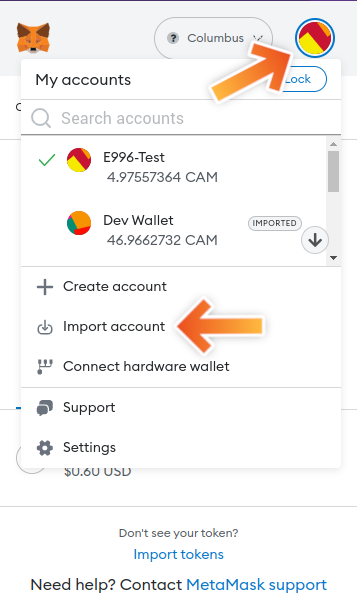 Columbus
My accounts
Lock
Search accounts
E996-Test
4.97557364 CAM
Dev Wallet
IMPORTED
46.9662732 CAM
Create account
Import account
Connect hardware wallet
Support
Settings
$0.60 USD
Don't see your token?
Import tokens
Need help? Contact MetaMask support